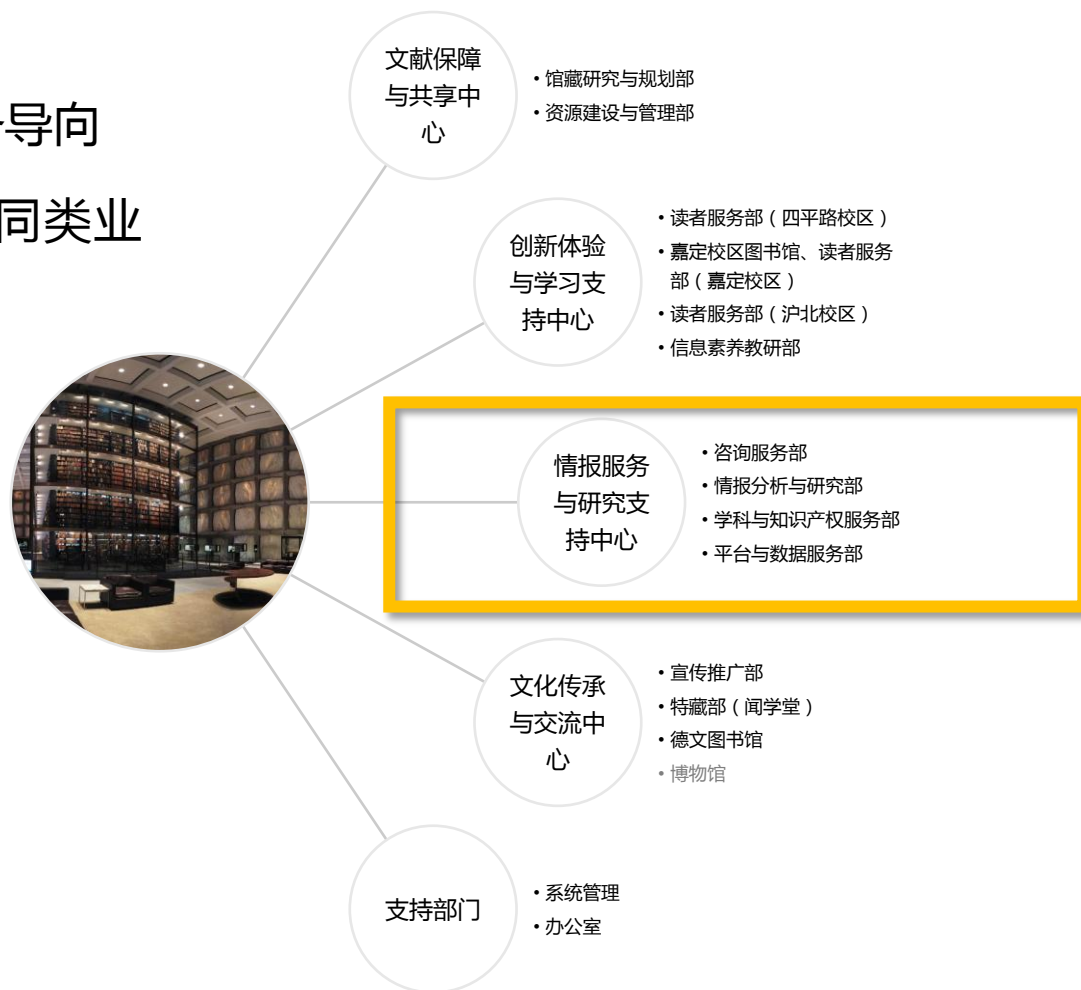 导向
同类业
文献保障
与共享中
心
• 馆藏研究与规划部
• 资源建设与管理部
创新体验
与学习支
持中心
• 读者服务部（四平路校区）
• 嘉定校区图书馆、读者服务
部（嘉定校区）
• 读者服务部（沪北校区）
• 信息素养教研部
情报服务
与研究支
持中心
• 咨询服务部
• 情报分析与研究部
• 学科与知识产权服务部
• 平台与数据服务部
文化传承
与交流中
心
• 宣传推广部
• 特藏部（闻学堂）
• 德文图书馆
• 博物馆
支持部门
• 系统管理
• 办公室